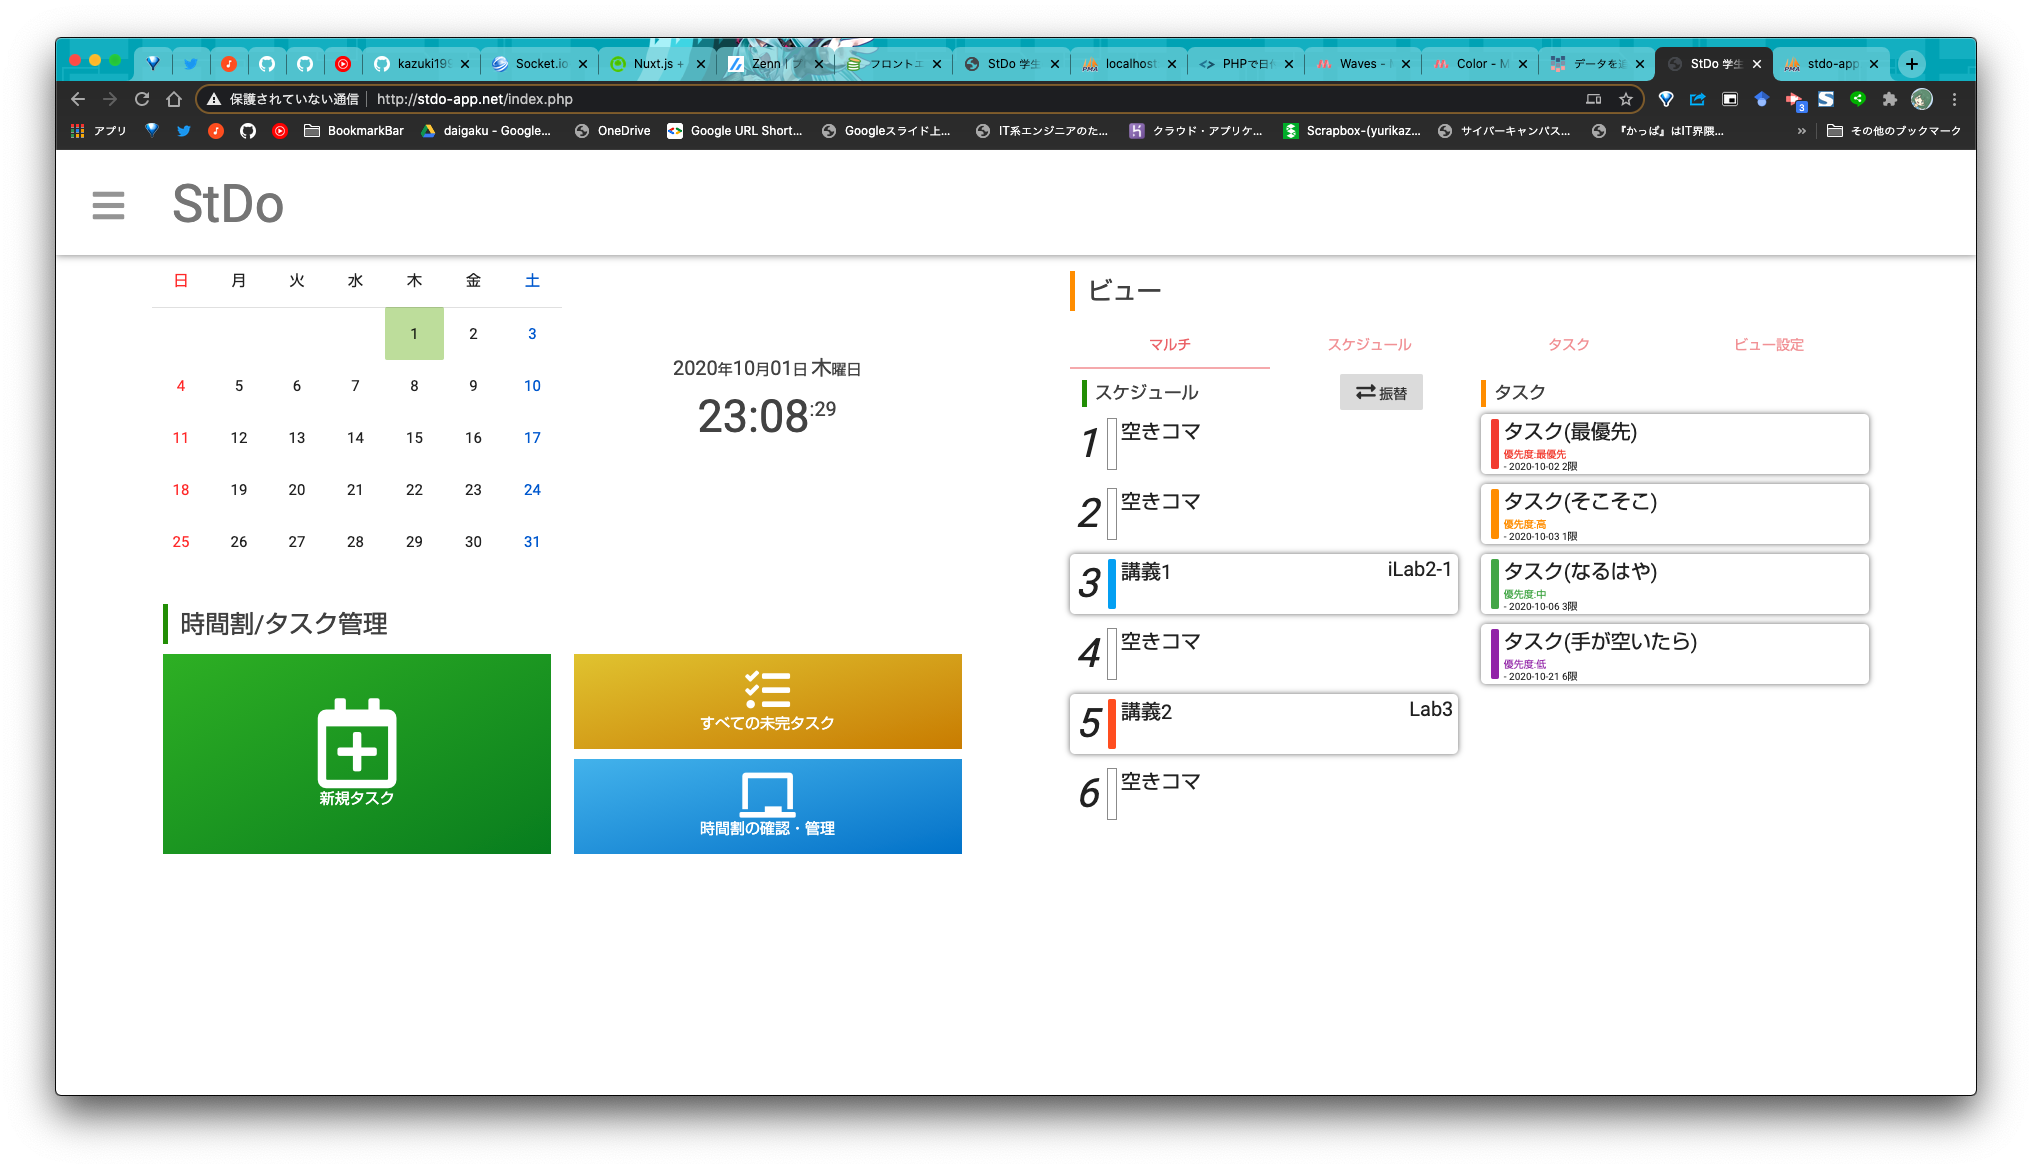 kazuki199
Socket.io
Nuxt.js +
Zenn | プ
フロントエ
StDo 学生
localhost
PHPで日付
Waves - M
Color - M
データを追
StDo 学生
stdo-app
保護されていない通信 | http://stdo-app.net/index.php
3
アプリ
BookmarkBar
daigaku - Google...
OneDrive
Google URL Short...
Googleスライド上...
IT系エンジニアのた...
クラウド・アプリケ...
Scrapbox-(yurikaz...
サイバーキャンパス...
『かっぱ』はIT界隈...
»
その他のブックマーク
StDo
日 月 火 水 木 金 土
1 2 3
4 5 6 7 8 9 10
11 12 13 14 15 16 17
18 19 20 21 22 23 24
25 26 27 28 29 30 31
2020年10月01日 木曜日
23:08:29
時間割/タスク管理
新規タスク
すべての未完タスク
時間割の確認・管理
ビュー
マルチ スケジュール タスク ビュー設定
スケジュール
振替
1 空きコマ
2 空きコマ
3 講義1 iLab2-1
4 空きコマ
5 講義2 Lab3
6 空きコマ
タスク
タスク(最優先)
優先度:最優先
- 2020-10-02 2限
タスク(そこそこ)
優先度:高
- 2020-10-03 1限
タスク(なるはや)
優先度:中
- 2020-10-06 3限
タスク(手が空いたら)
優先度:低
- 2020-10-21 6限